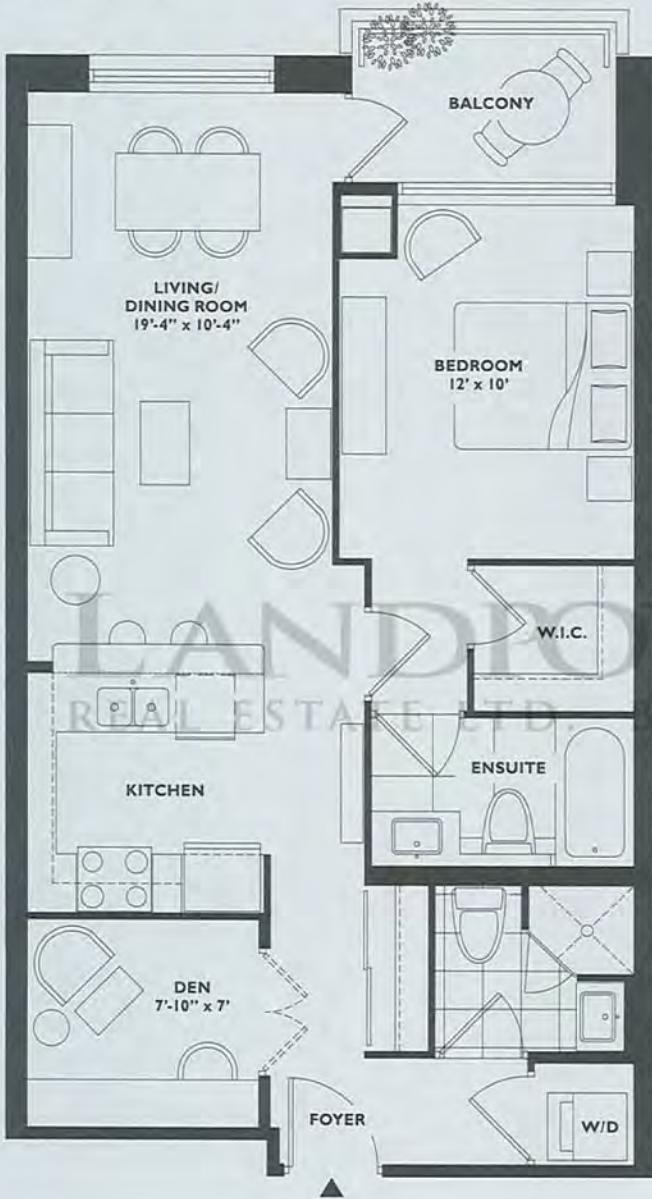 BALCONY
LIVING/
DINING ROOM
19'-4" x 10'-4"
BEDROOM
12' x 10'
W.I.C.
LANDPO
REAL ESTATE LTD.
ENSUITE
KITCHEN
DEN
7'-10" x 7'
FOYER
W/D